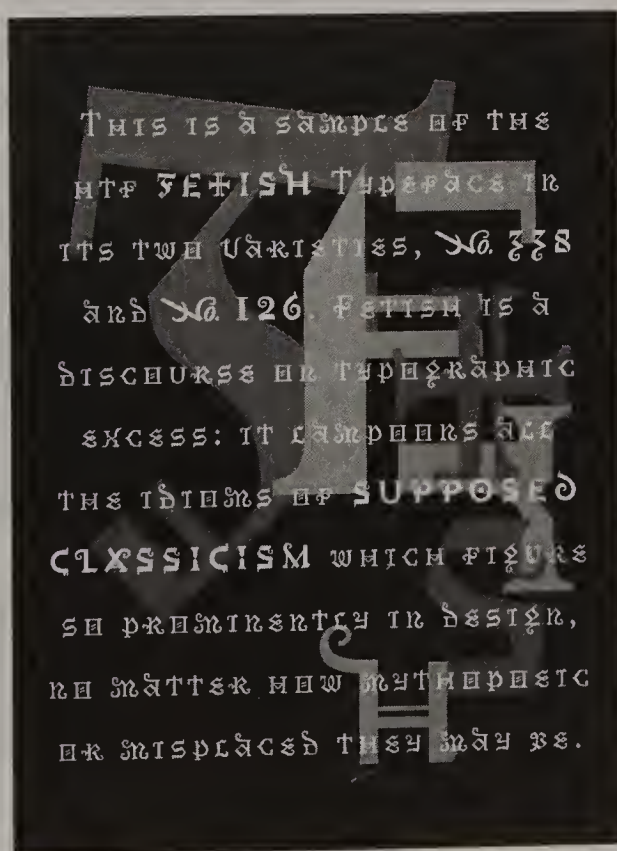 This is a sample of the
HTF FETISH Typeface in
its two varieties, No. 338
and No. 126. Fetish is a
discourse on typographic
excess: it lampoons all
the idioms of SUPPOSED
CLASSICISM which figure
so prominently in design,
no matter how mythopoeic
or misplaced they may be.